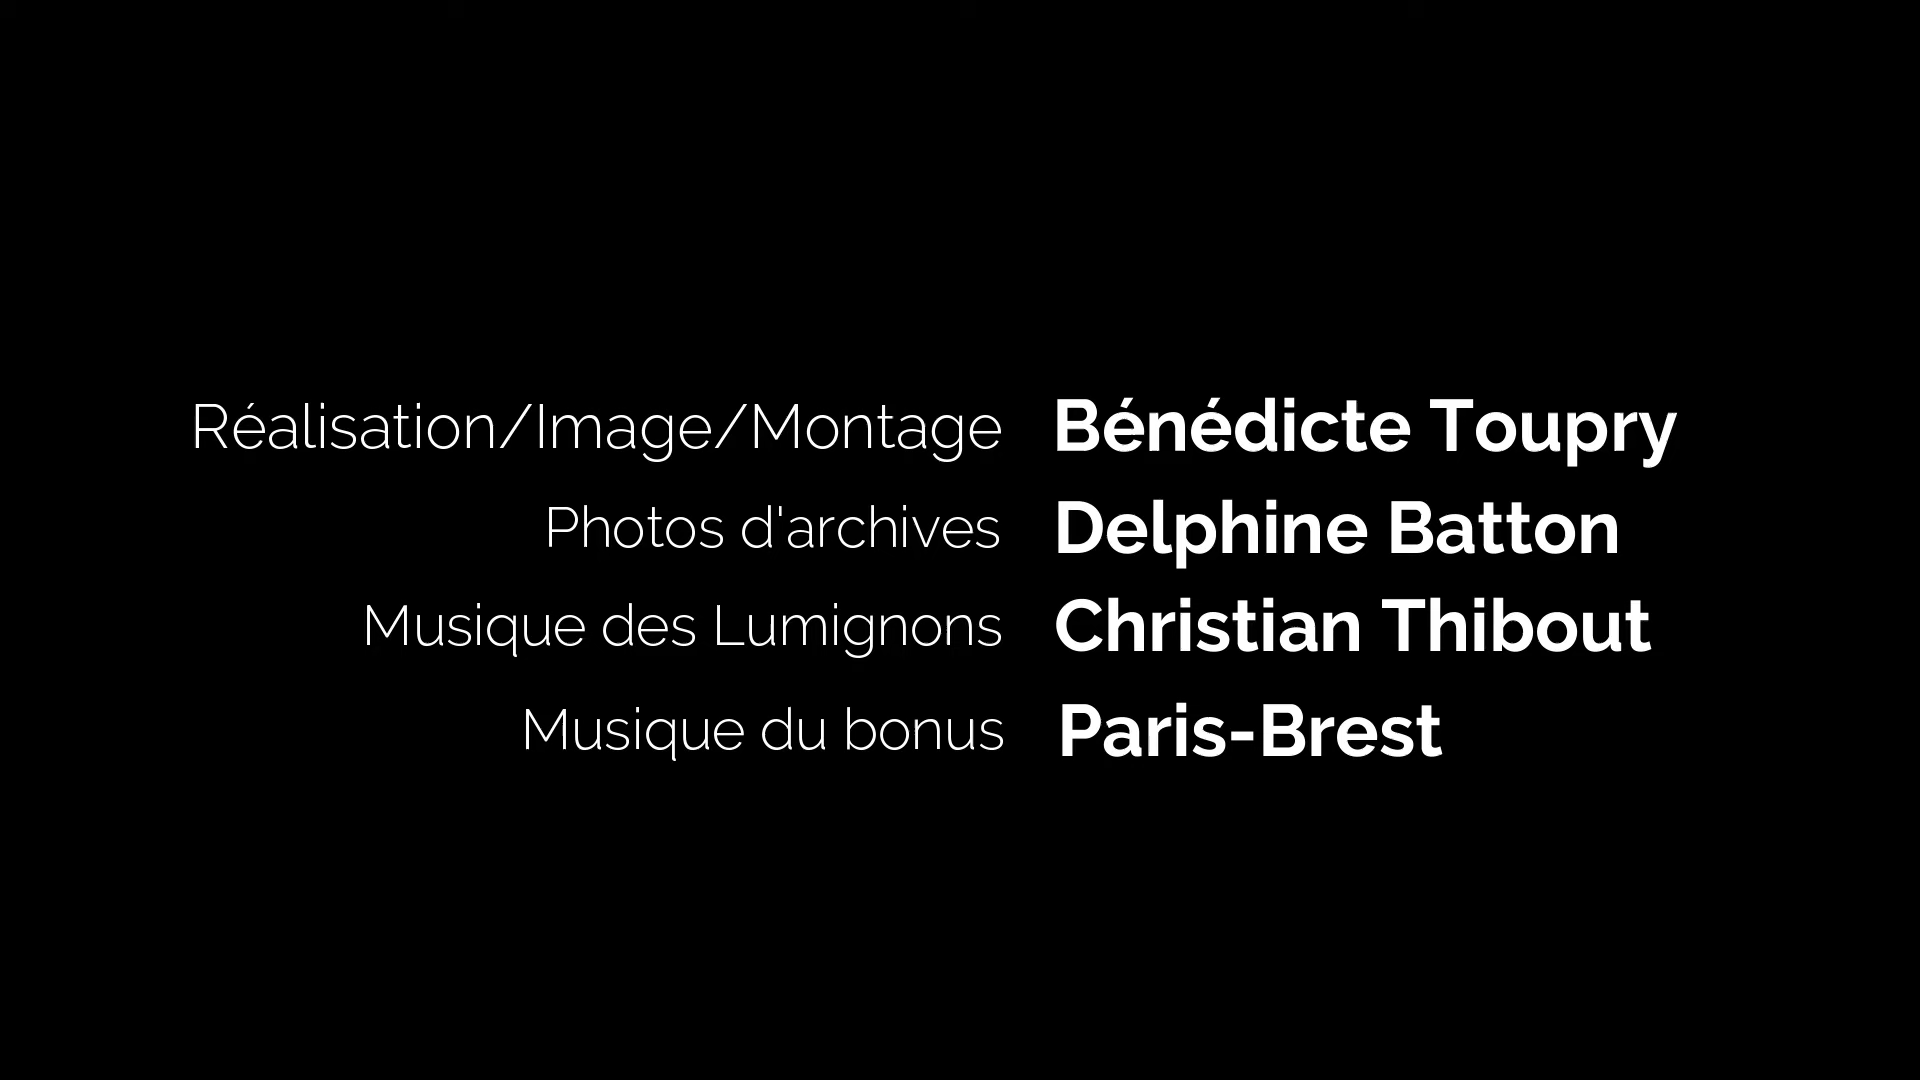 Réalisation/Image/Montage Bénédicte Toupry
Photos d'archives Delphine Batton
Musique des Lumignons Christian Thibout
Musique du bonus Paris-Brest